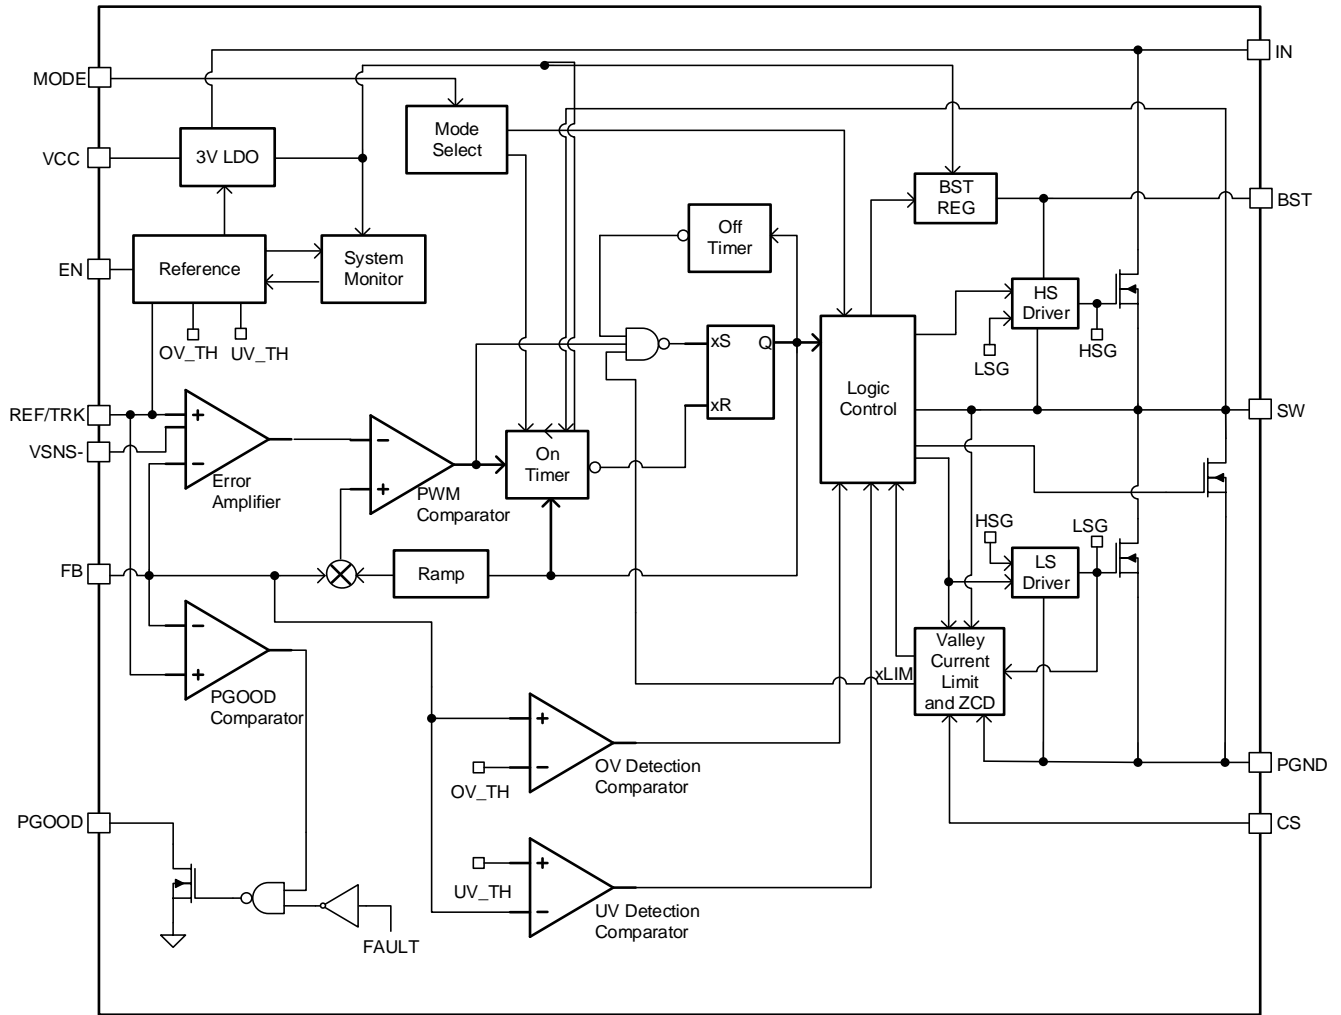 IN
MODE
Mode
Select
VCC
3V LDO
BST
REG
BST
Off
Timer
EN
Reference
System
Monitor
HS
Driver
OV_TH
UV_TH
LSG
HSG
xS
Q
xR
Logic
Control
REF/TRK
VSNS-
SW
+
−
Error
Amplifier
−
+
PWM
Comparator
On
Timer
HSG
LSG
LS
Driver
FB
Ramp
−
+
PGOOD
Comparator
Valley
Current
Limit
and ZCD
xLIM
+
−
OV_TH
OV Detection
Comparator
PGND
PGOOD
CS
+
−
UV_TH
UV Detection
Comparator
FAULT